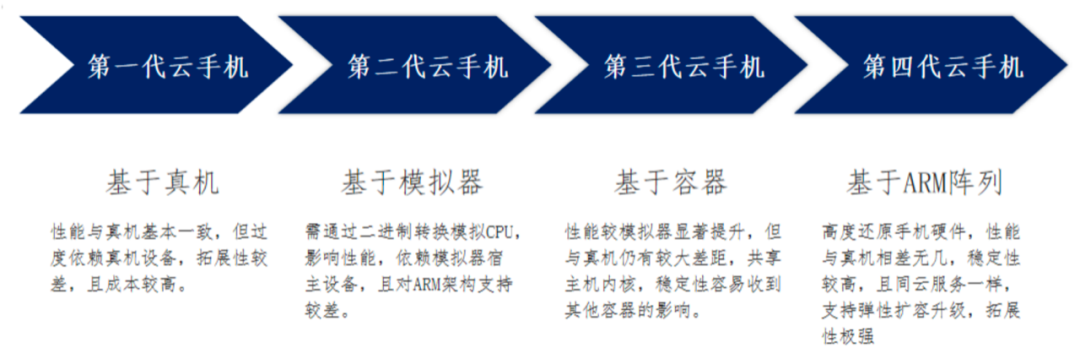 第一代云手机
第二代云手机
第三代云手机
第四代云手机
基于真机
性能与真机基本一致，但过
度依赖真机设备，拓展性较
差，且成本较高。
基于模拟器
需通过二进制转换模拟CPU，
影响性能，依赖模拟器宿
主设备，且对ARM架构支持
较差。
基于容器
性能较模拟器显著提升，但
与真机仍有较大差距，共享
主机内核，稳定性容易收到
其他容器的影响。
基于ARM阵列
高度还原手机硬件，性能
与真机相差无几，稳定性
较高，且同云服务一样，
支持弹性扩容升级，拓展
性极强